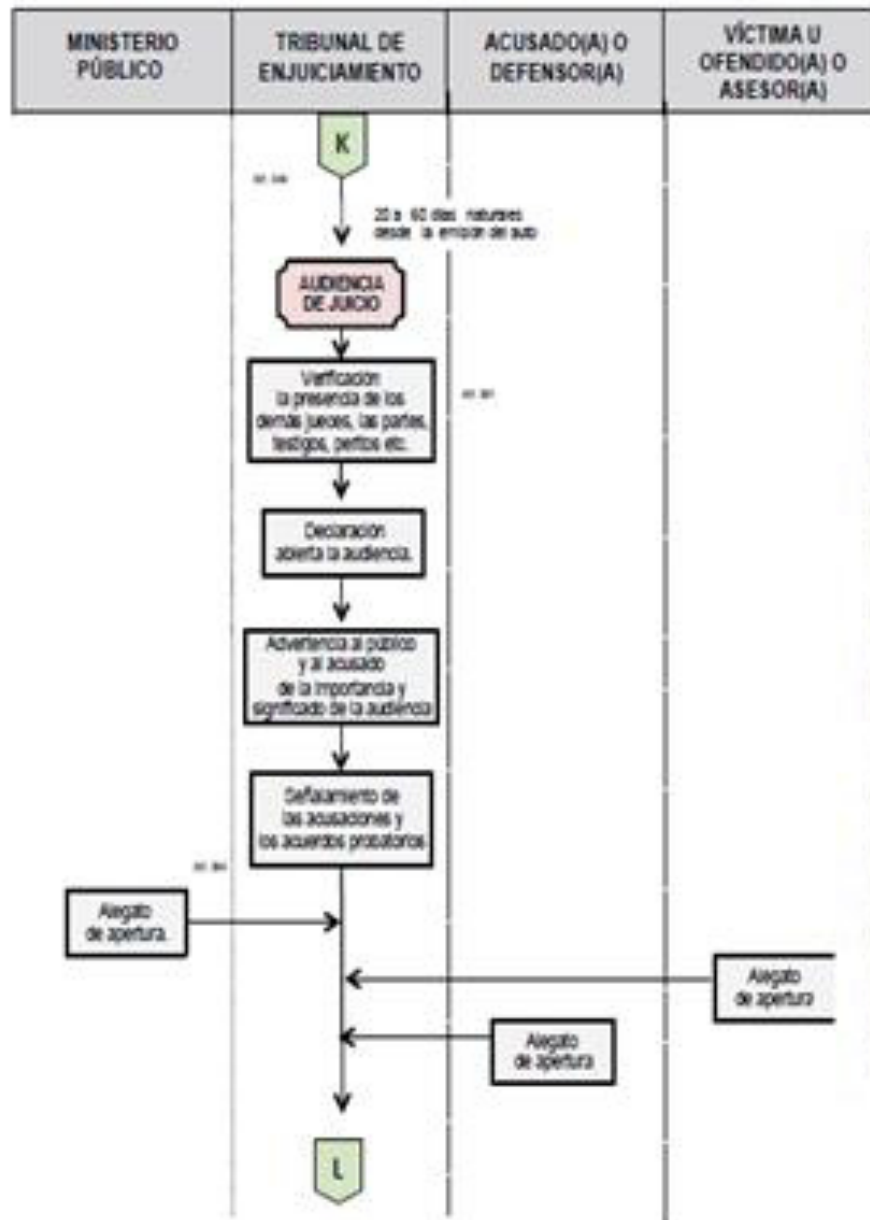 MINISTERIO
PÚBLICO
TRIBUNAL DE
ENJUICIAMIENTO
ACUSADO(A) O
DEFENSOR(A)
VÍCTIMA U
OFENDIDO(A) O
ASESOR(A)
K
20 a 60 días naturales
desde la emisión del auto
AUDIENCIA
DE JUICIO
Verificación
la presencia de los
demás jueces, las partes,
testigos, peritos etc.
Declaración
abierta la audiencia.
Advertencia al público
y al acusado
de la importancia y
significado de la audiencia
Señalamiento de
las acusaciones y
los acuerdos probatorios
Alegato
de apertura.
Alegato
de apertura
Alegato
de apertura
L